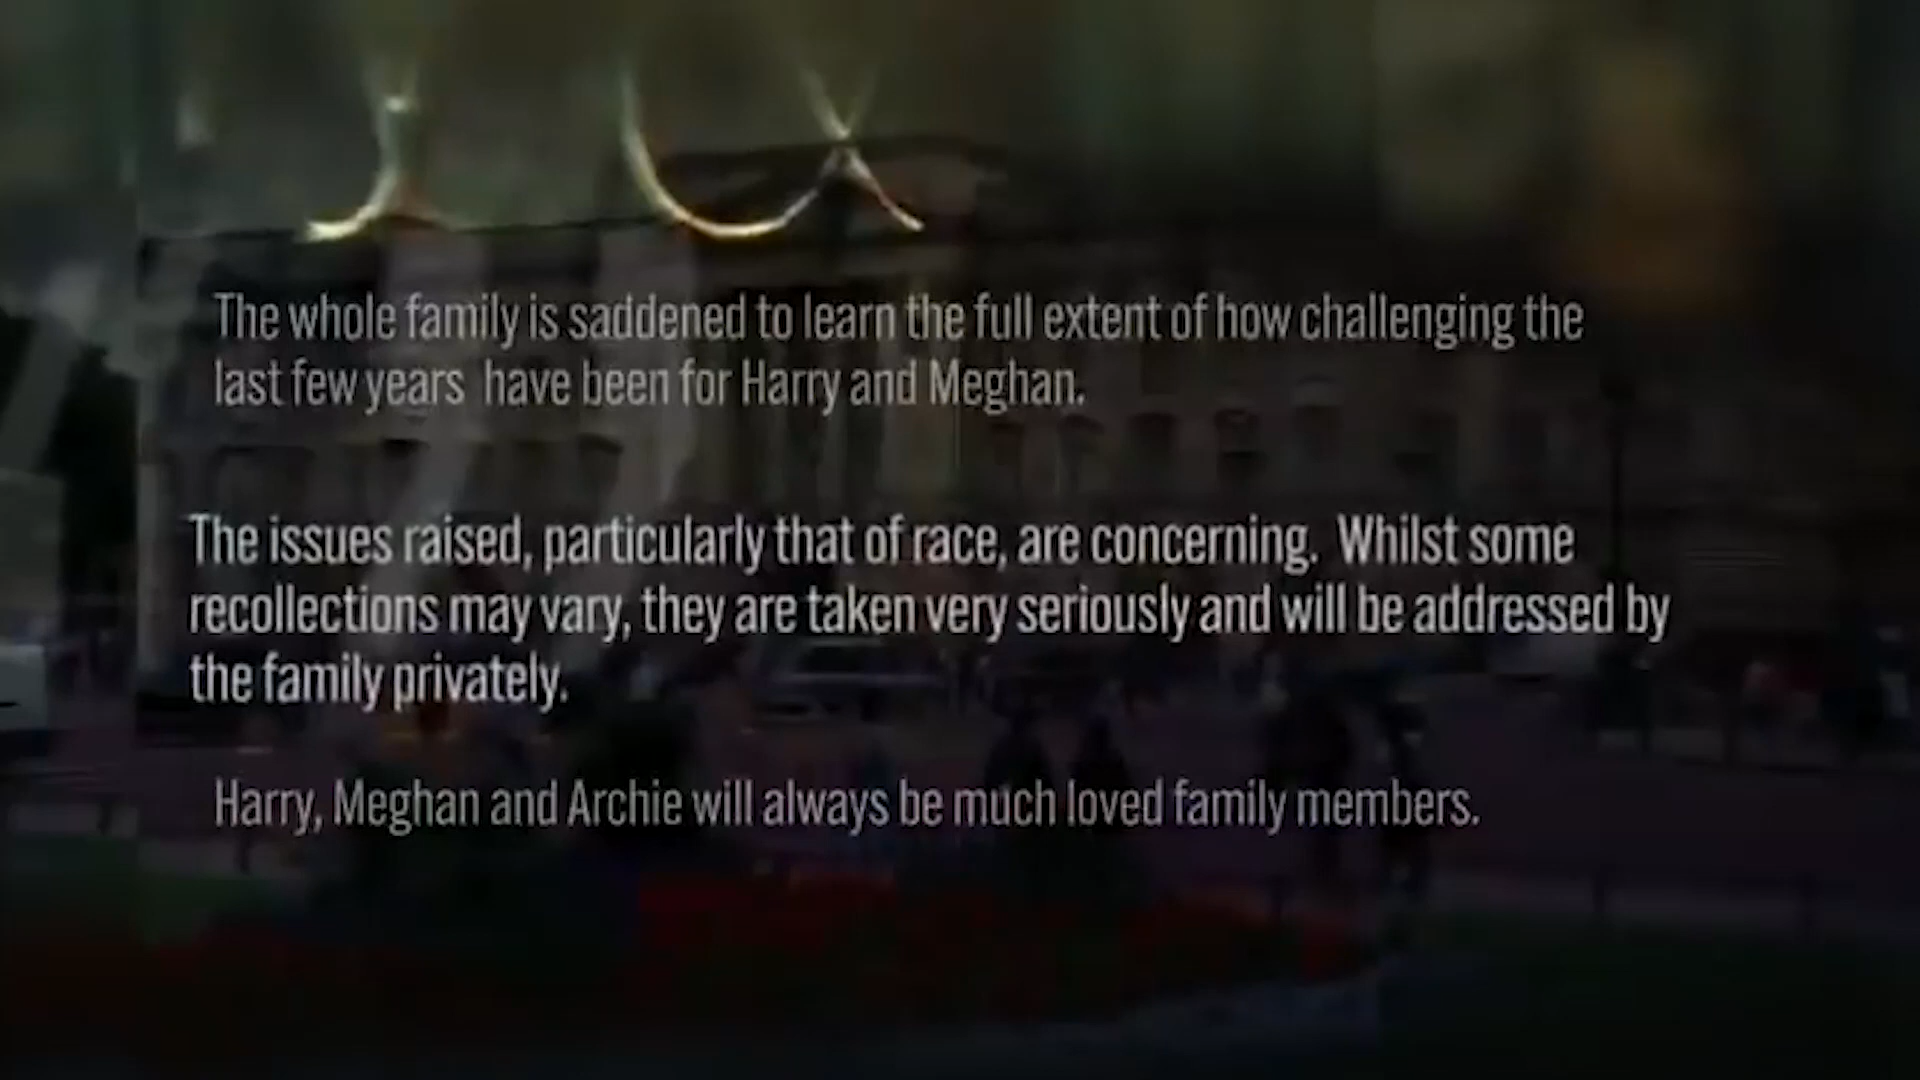 The whole family is saddened to learn the full extent of how challenging the
last few years have been for Harry and Meghan.
The issues raised, particularly that of race, are concerning. Whilst some
recollections may vary, they are taken very seriously and will be addressed by
the family privately.
Harry, Meghan and Archie will always be much loved family members.